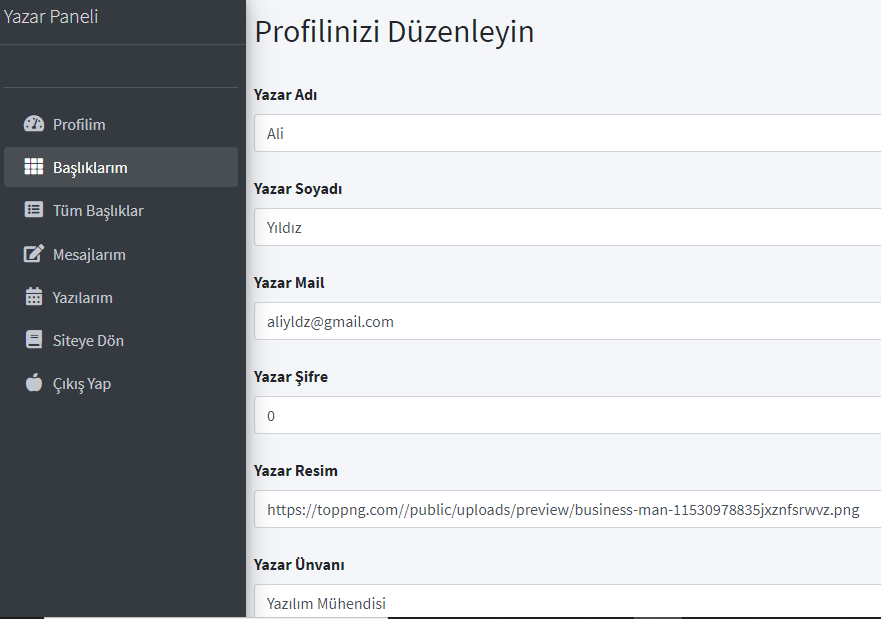 Yazar Paneli
Profilim
Başlıklarım
Tüm Başlıklar
Mesajlarım
Yazılarım
Siteye Dön
Çıkış Yap
Profilinizi Düzenleyin
Yazar Adı
Ali
Yazar Soyadı
Yıldız
Yazar Mail
aliyldz@gmail.com
Yazar Şifre
0
Yazar Resim
https://toppng.com//public/uploads/preview/business-man-11530978835jxznfsrwvz.png
Yazar Ünvanı
Yazılım Mühendisi